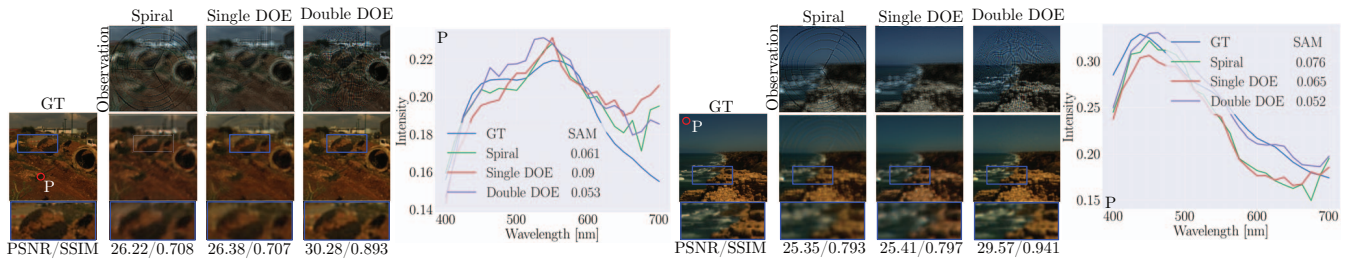 Spiral Single DOE Double DOE
Observation
GT
P
PSNR/SSIM 26.22/0.708 26.38/0.707 30.28/0.893
P
Intensity
0.22
0.20
0.18
0.16
0.14
GT SAM
Spiral 0.061
Single DOE 0.09
Double DOE 0.053
400 500 600 700
Wavelength [nm]
Spiral Single DOE Double DOE
Observation
GT
P
PSNR/SSIM 25.35/0.793 25.41/0.797 29.57/0.941
Intensity
0.30
0.25
0.20
0.15
GT SAM
Spiral 0.076
Single DOE 0.065
Double DOE 0.052
P
400 500 600 700
Wavelength [nm]